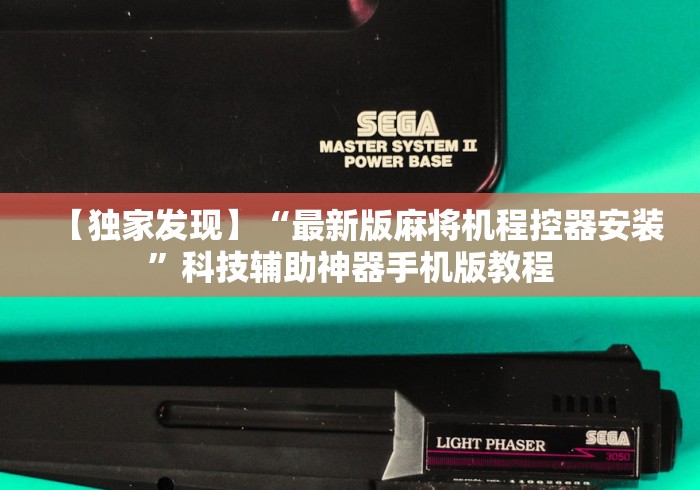 SEGA
MASTER SYSTEM II
POWER BASE
【独家发现】“最新版麻将机程控器安装
”科技辅助神器手机版教程
LIGHT PHASER
SEGA
3050